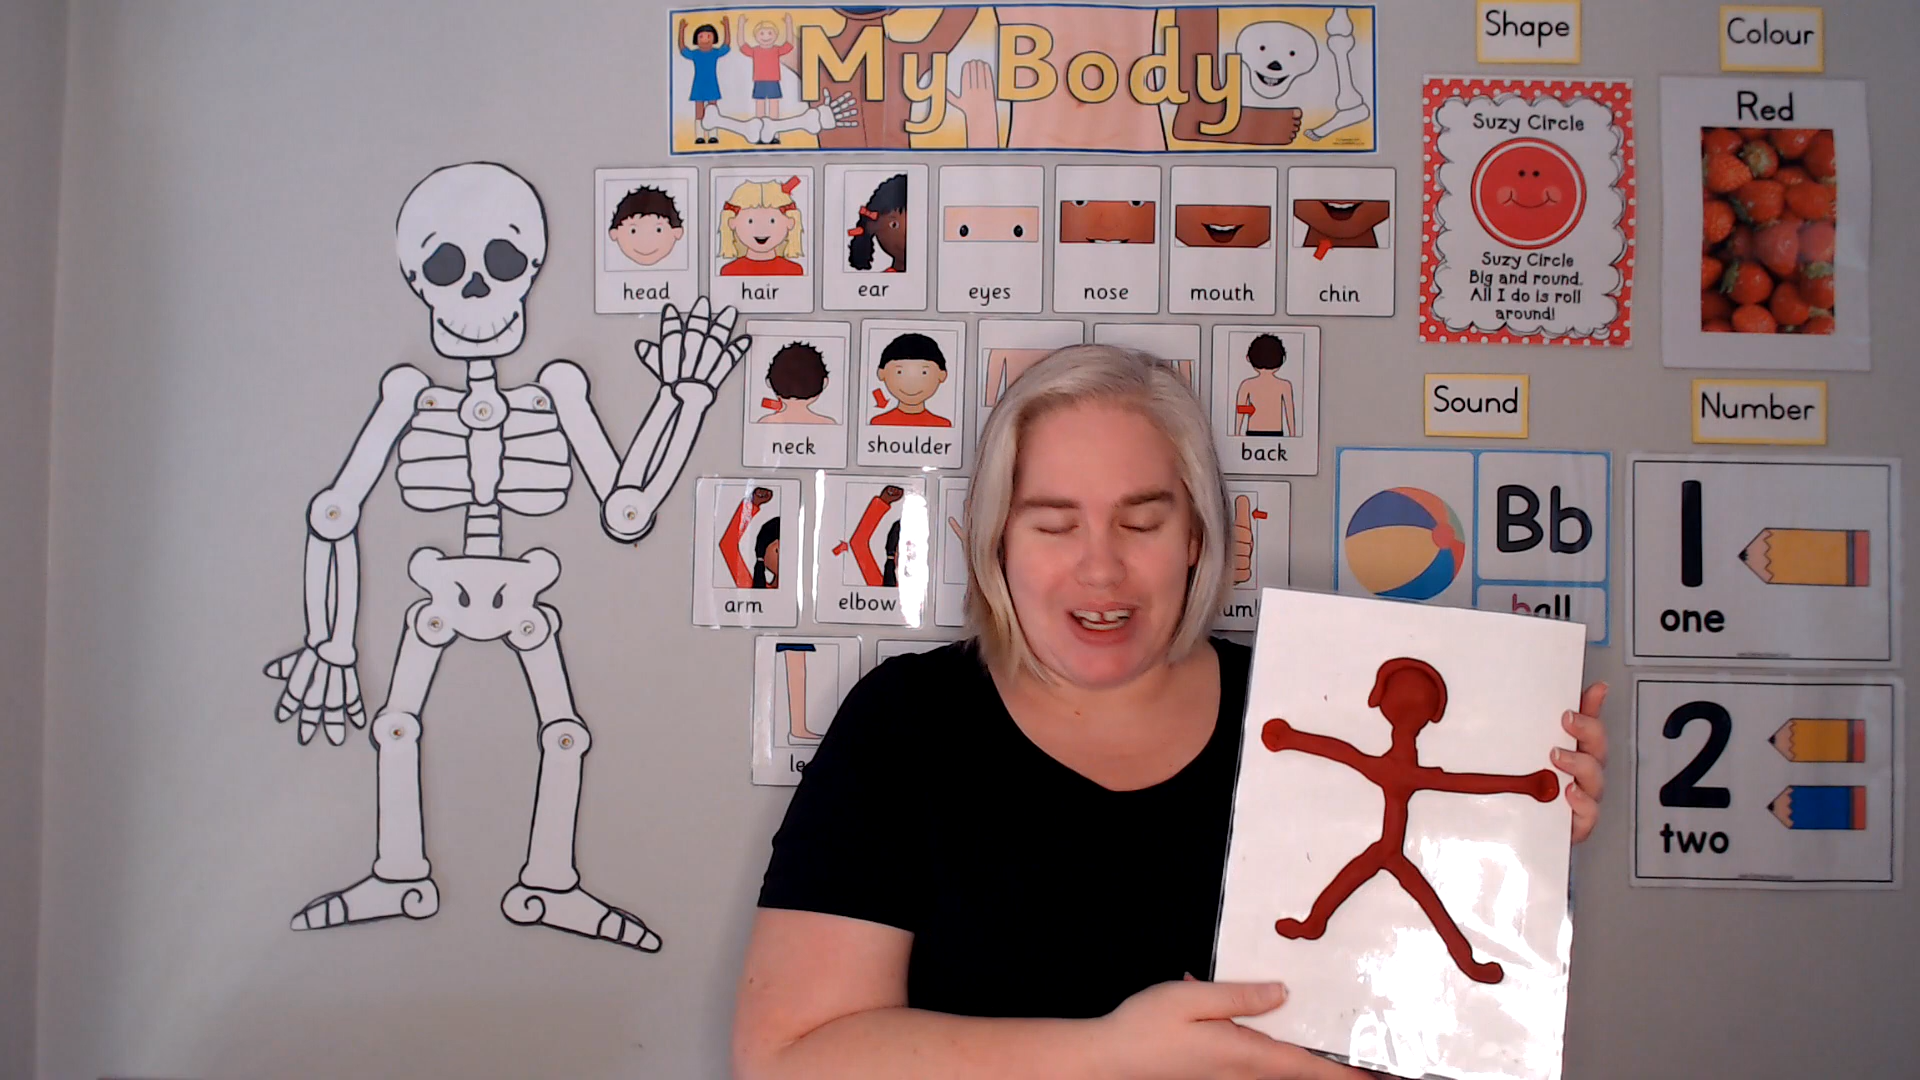 My Body
Shape
Colour
Suzy Circle
Suzy Circle
Big and round.
All I do is roll
around!
Red
head
hair
ear
eyes
nose
mouth
chin
neck
shoulder
back
Sound
Number
arm
elbow
Bb
ball
1
one
2
two